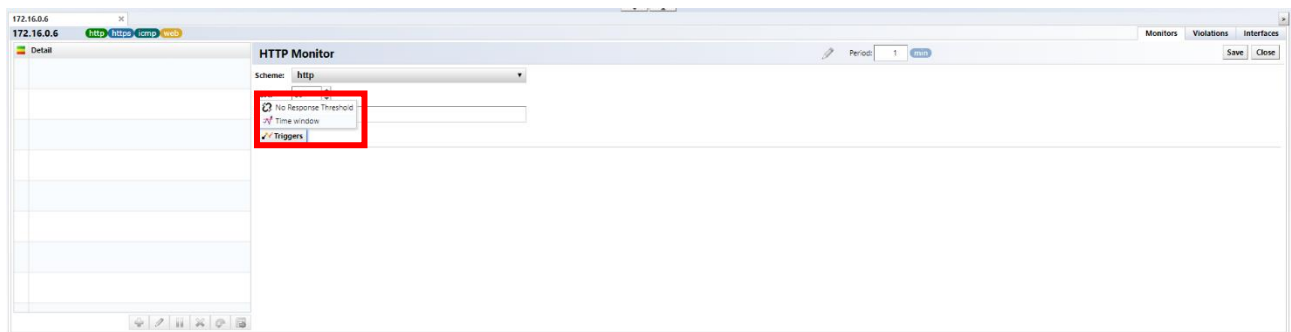 172.16.0.6
172.16.0.6 http https icmp web Monitors Violations Interfaces
Detail
HTTP Monitor Period: 1 min Save Close
Scheme: http
No Response Threshold
Time window
Triggers